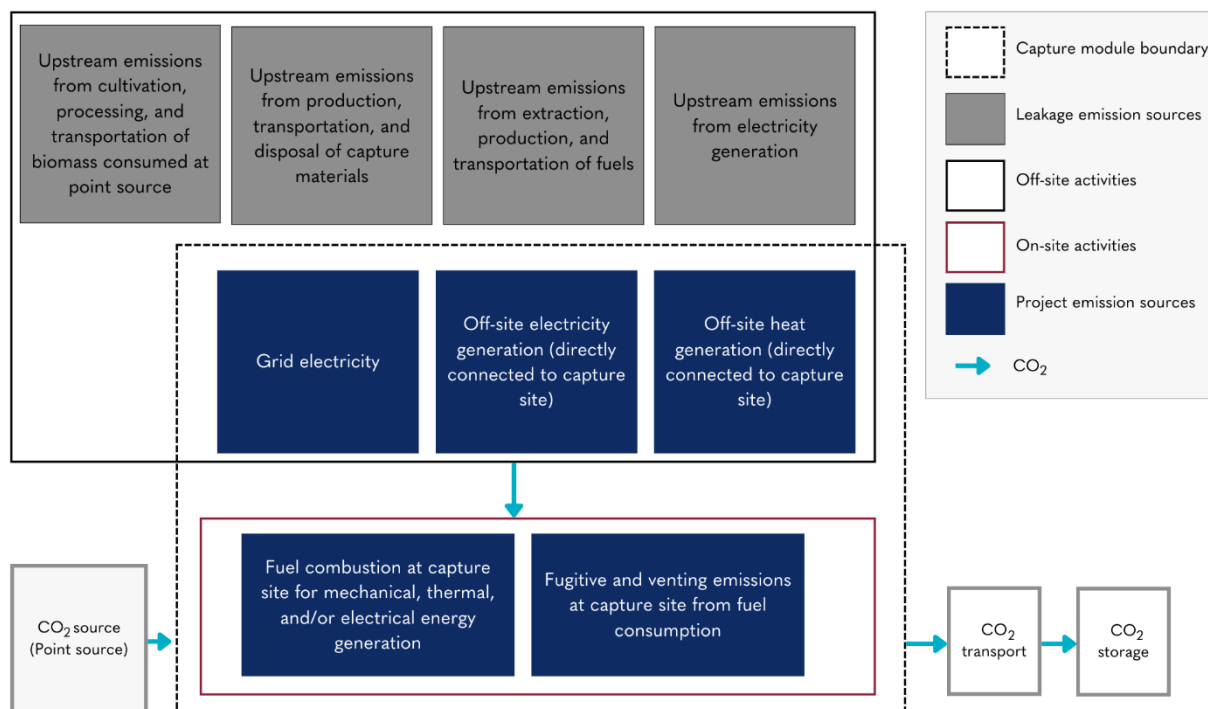 Upstream emissions
from cultivation,
processing, and
transportation of
biomass consumed at
point source
Upstream emissions
from production,
transportation, and
disposal of capture
materials
Upstream emissions
from extraction,
production, and
transportation of fuels
Upstream emissions
from electricity
generation
Grid electricity
Off-site electricity
generation (directly
connected to capture
site)
Off-site heat
generation (directly
connected to capture
site)
Fuel combustion at capture
site for mechanical, thermal,
and/or electrical energy
generation
Fugitive and venting emissions
at capture site from fuel
consumption
CO₂ source
(Point source)
CO₂
transport
CO₂
storage
Capture module boundary
Leakage emission sources
Off-site activities
On-site activities
Project emission sources
CO₂